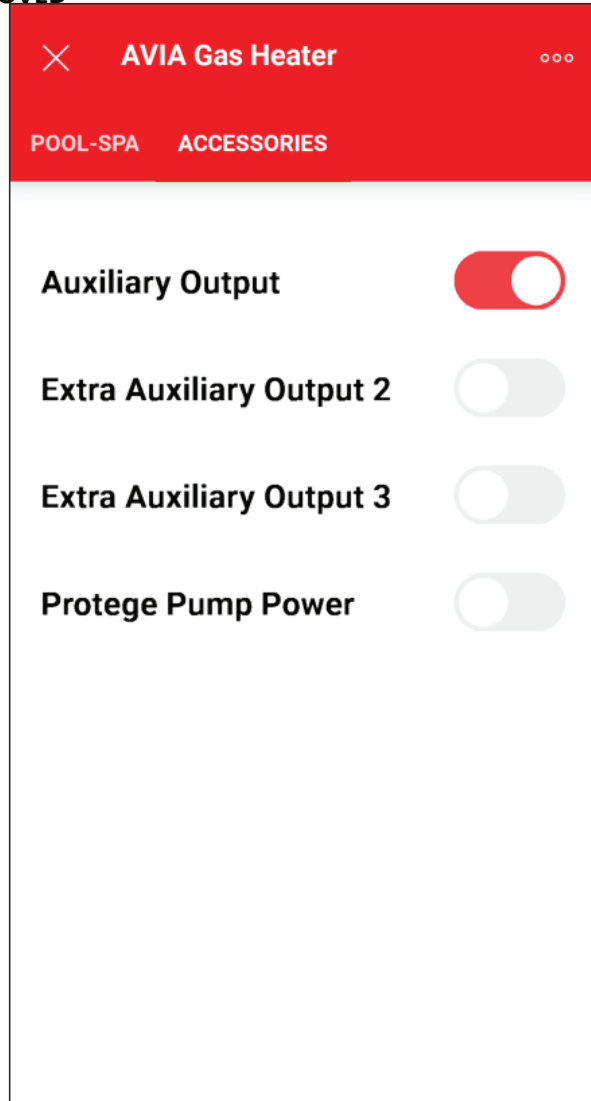 AVIA Gas Heater
POOL-SPA ACCESSORIES
Auxiliary Output
Extra Auxiliary Output 2
Extra Auxiliary Output 3
Protege Pump Power